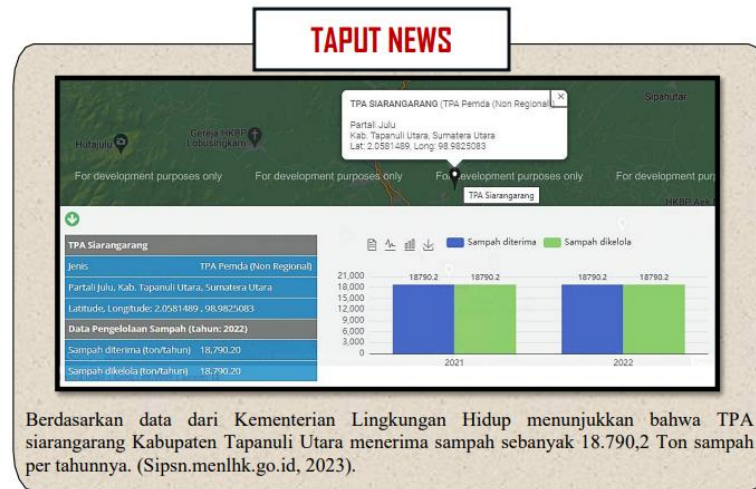 TAPUT NEWS
TPA SIARANGARANG (TPA Pemda (Non Regional)
Partali Julu
Kab. Tapanuli Utara, Sumatera Utara
Lat: 2.0581489, Long: 98.9825083
Sipahutar
Hutajulu
Gereja HKBP
Lobusingkam
For development purposes only
For development purposes only
For development purposes only
For development purp
TPA Siarangarang
HKBP Aek
TPA Siarangarang
Jenis TPA Pemda (Non Regional)
Partali Julu, Kab. Tapanuli Utara, Sumatera Utara
Latitude, Longitude: 2.0581489 , 98.9825083
Data Pengelolaan Sampah (tahun: 2022)
Sampah diterima (ton/tahun) 18,790.20
Sampah dikelola (ton/tahun) 18,790.20
Sampah diterima Sampah dikelola
21,000
18,000
15,000
12,000
9,000
6,000
3,000
0
18790.2 18790.2 18790.2 18790.2
2021 2022
Berdasarkan data dari Kementerian Lingkungan Hidup menunjukkan bahwa TPA
siarangarang Kabupaten Tapanuli Utara menerima sampah sebanyak 18.790,2 Ton sampah
per tahunnya. (Sipsn.menlhk.go.id, 2023).